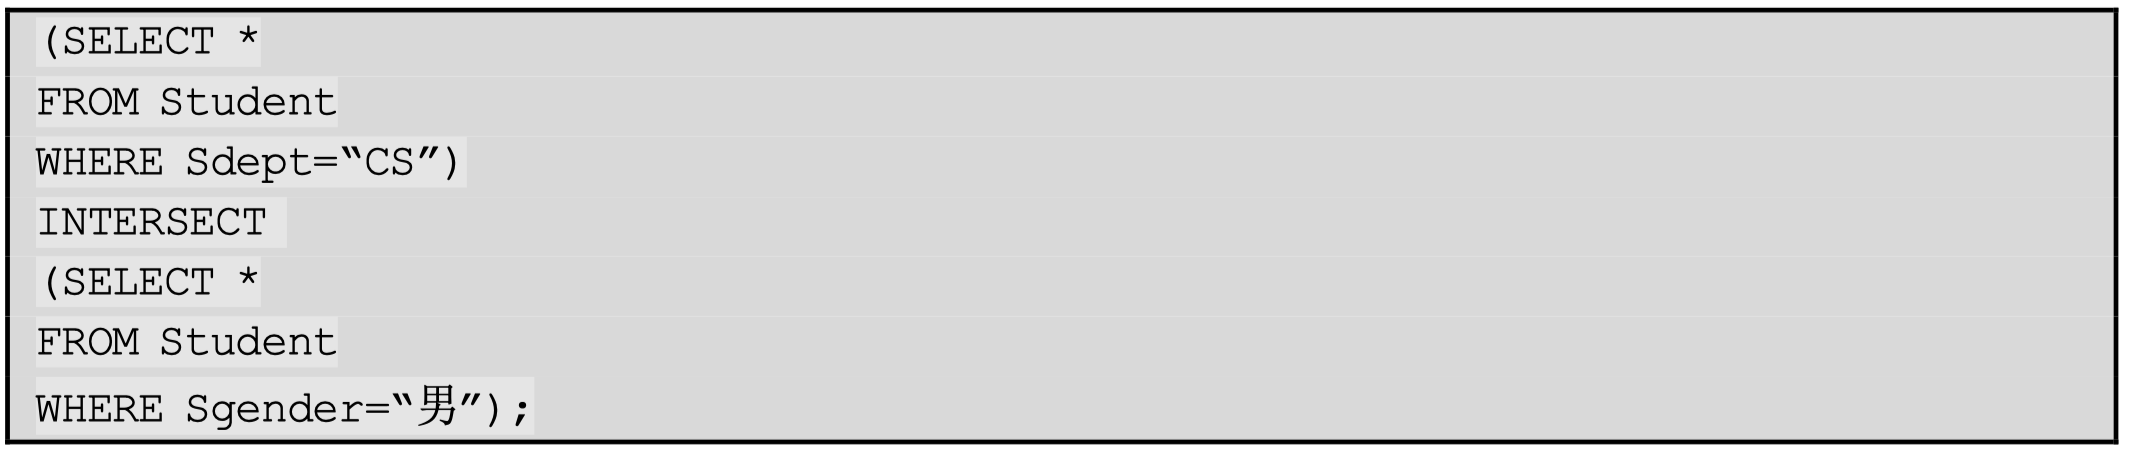 (SELECT *
FROM Student
WHERE Sdept=“CS”)
INTERSECT
(SELECT *
FROM Student
WHERE Sgender=“男”);